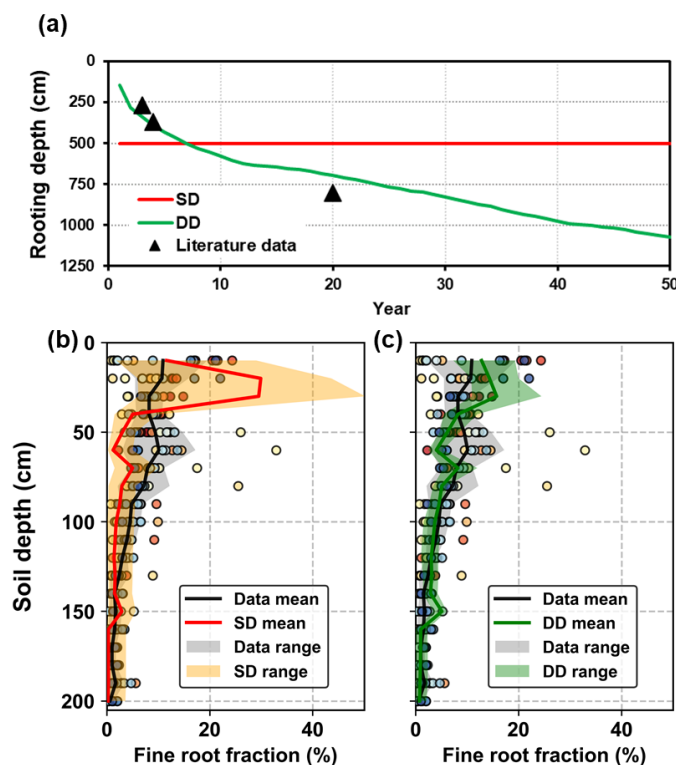 (a)
0
250
500
750
1000
1250
Rooting depth (cm)
SD
DD
Literature data
0
10
20
30
40
50
Year
(b)
(c)
0
50
100
150
200
Soil depth (cm)
Data mean
SD mean
Data range
SD range
0
20
40
Fine root fraction (%)
Data mean
DD mean
Data range
DD range
0
20
40
Fine root fraction (%)